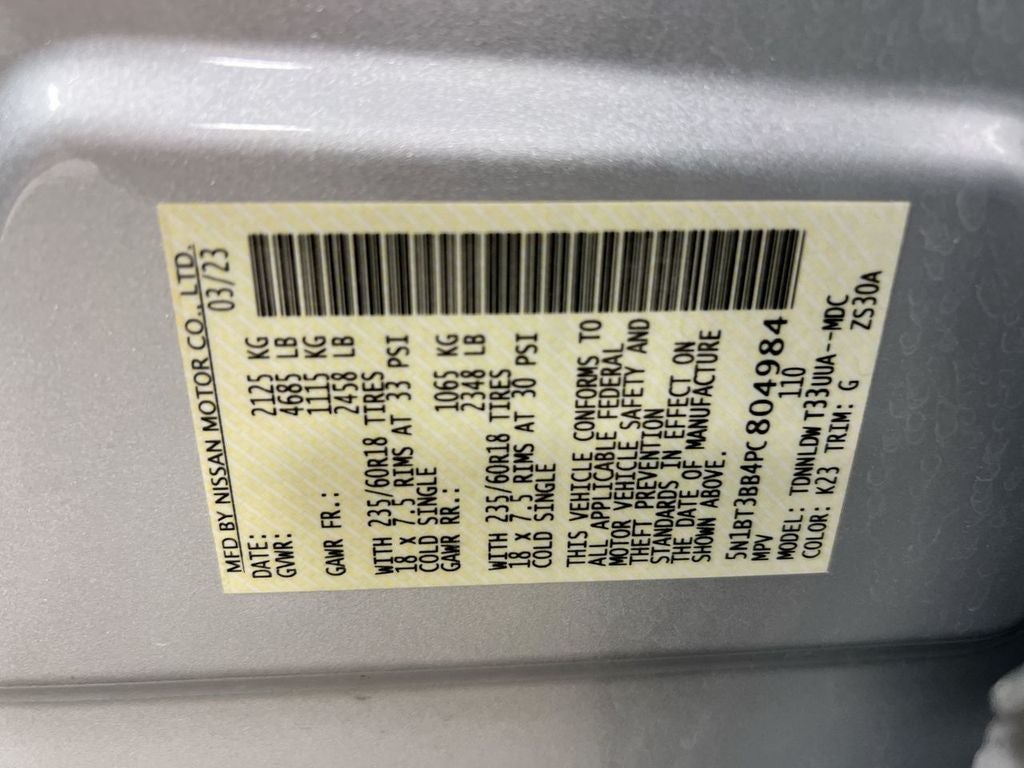 MFD BY NISSAN MOTOR CO., LTD.
DATE: 03/23
GVWR: 2125 KG
4685 LB
GAWR FR.: 1115 KG
2458 LB
WITH 235/60R18 TIRES
18 x 7.5 RIMS AT 33 PSI
COLD SINGLE
GAWR RR.: 1065 KG
2348 LB
WITH 235/60R18 TIRES
18 x 7.5 RIMS AT 30 PSI
COLD SINGLE
THIS VEHICLE CONFORMS TO
ALL APPLICABLE FEDERAL
MOTOR VEHICLE SAFETY AND
THEFT PREVENTION
STANDARDS IN EFFECT ON
THE DATE OF MANUFACTURE
SHOWN ABOVE.
5N1BT3BB4PC804984
MPV 110
MODEL: TDNNLDW T33UUA--MDC
COLOR: K23 TRIM: G ZS30A